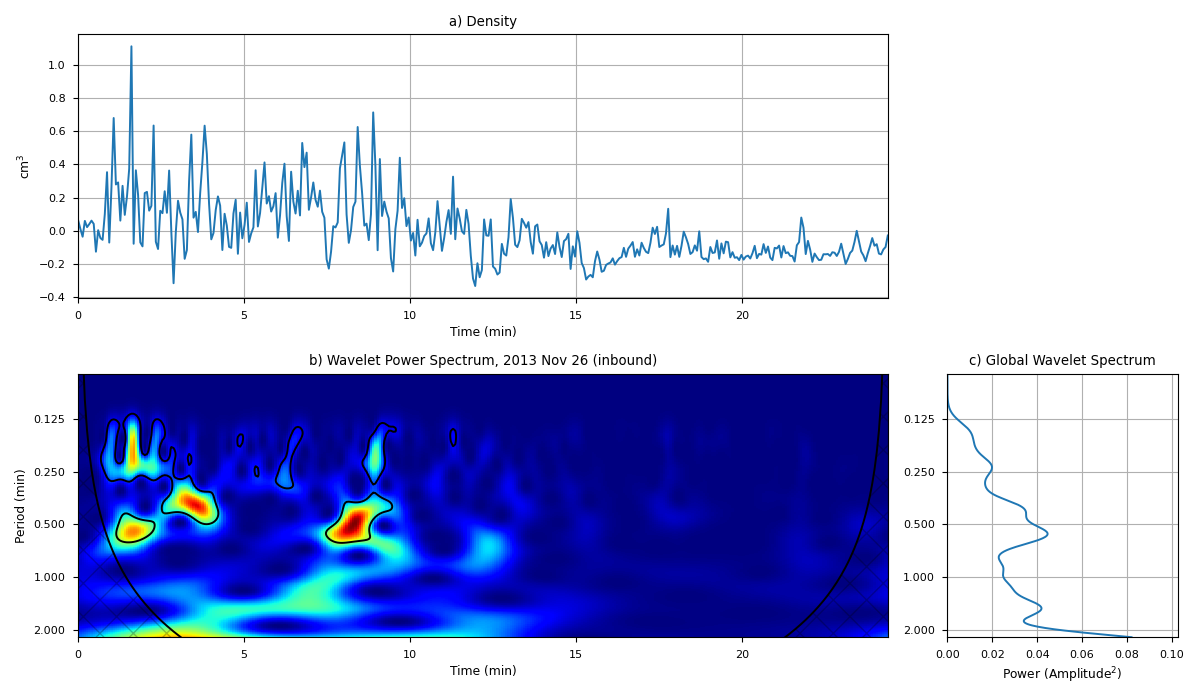 a) Density
cm³
1.0
0.8
0.6
0.4
0.2
0.0
−0.2
−0.4
0 5 10 15 20
Time (min)
b) Wavelet Power Spectrum, 2013 Nov 26 (inbound)
Period (min)
0.125
0.250
0.500
1.000
2.000
0 5 10 15 20
Time (min)
c) Global Wavelet Spectrum
0.125
0.250
0.500
1.000
2.000
0.00 0.02 0.04 0.06 0.08 0.10
Power (Amplitude²)